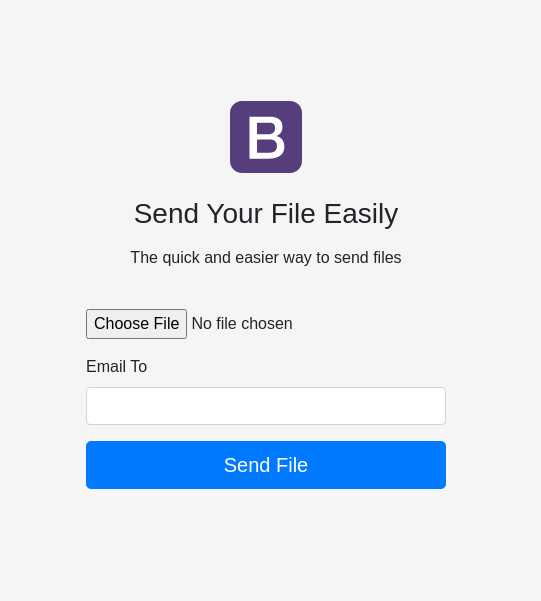 B
Send Your File Easily
The quick and easier way to send files
Choose File No file chosen
Email To
Send File